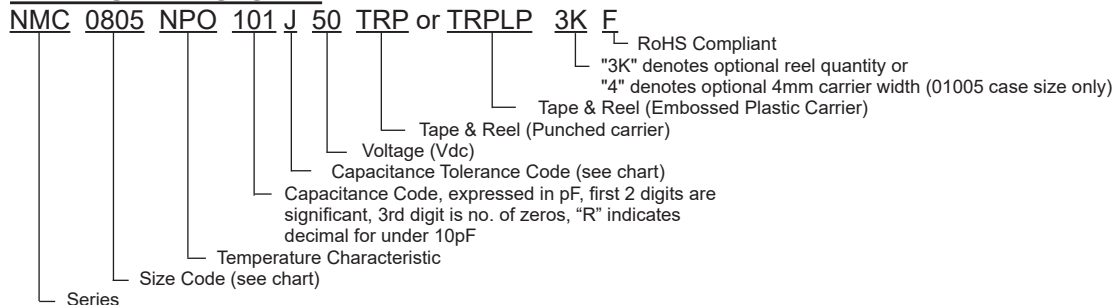 NMC 0805 NPO 101 J 50 TRP or TRPLP 3K F
RoHS Compliant
"3K" denotes optional reel quantity or
"4" denotes optional 4mm carrier width (01005 case size only)
Tape & Reel (Embossed Plastic Carrier)
Tape & Reel (Punched carrier)
Voltage (Vdc)
Capacitance Tolerance Code (see chart)
Capacitance Code, expressed in pF, first 2 digits are
significant, 3rd digit is no. of zeros, “R” indicates
decimal for under 10pF
Temperature Characteristic
Size Code (see chart)
Series